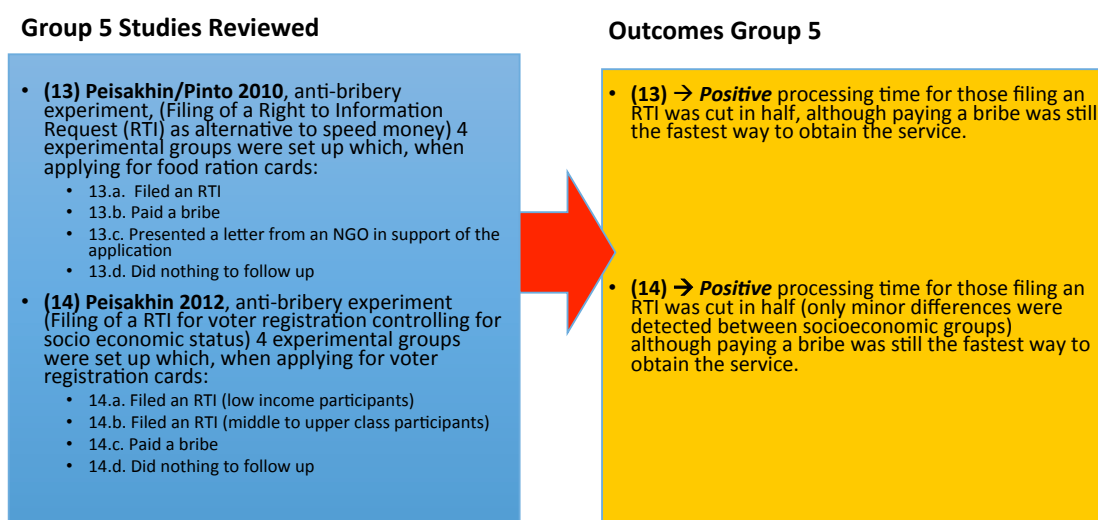 Group 5 Studies Reviewed
• (13) Peisakhin/Pinto 2010, anti-bribery
experiment, (Filing of a Right to Information
Request (RTI) as alternative to speed money) 4
experimental groups were set up which, when
applying for food ration cards:
• 13.a. Filed an RTI
• 13.b. Paid a bribe
• 13.c. Presented a letter from an NGO in support of the
application
• 13.d. Did nothing to follow up
• (14) Peisakhin 2012, anti-bribery experiment
(Filing of a RTI for voter registration controlling for
socio economic status) 4 experimental groups
were set up which, when applying for voter
registration cards:
• 14.a. Filed an RTI (low income participants)
• 14.b. Filed an RTI (middle to upper class participants)
• 14.c. Paid a bribe
• 14.d. Did nothing to follow up
Outcomes Group 5
• (13) → Positive processing time for those filing an
RTI was cut in half, although paying a bribe was still
the fastest way to obtain the service.
• (14) → Positive processing time for those filing an
RTI was cut in half (only minor differences were
detected between socioeconomic groups)
although paying a bribe was still the fastest way to
obtain the service.